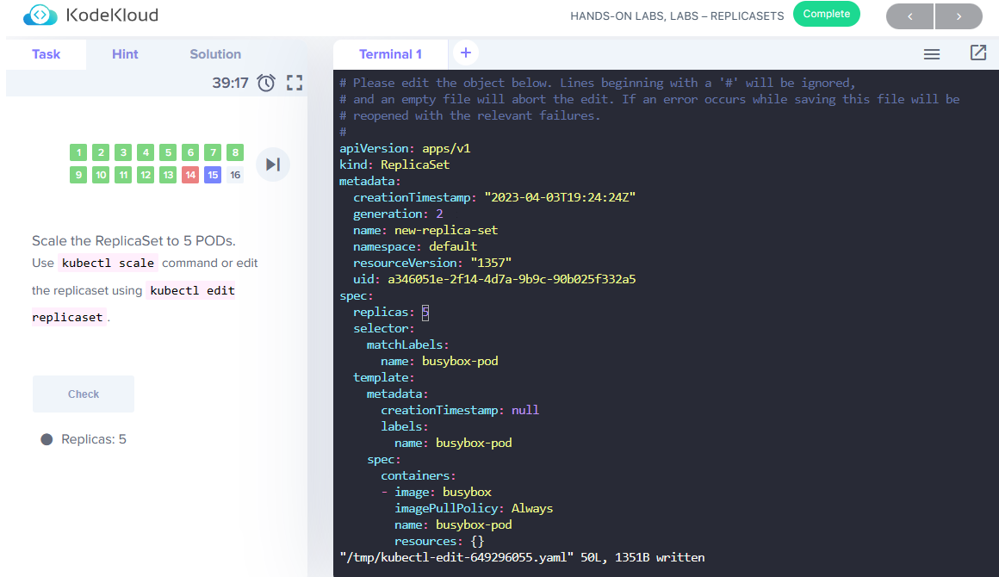 KodeKloud
HANDS-ON LABS, LABS – REPLICASETS
Complete
Task
Hint
Solution
39:17
1 2 3 4 5 6 7 8
9 10 11 12 13 14 15 16
Scale the ReplicaSet to 5 PODs.
Use kubectl scale command or edit
the replicaset using kubectl edit
replicaset .
Check
Replicas: 5
Terminal 1
+
# Please edit the object below. Lines beginning with a '#' will be ignored,
# and an empty file will abort the edit. If an error occurs while saving this file will be
# reopened with the relevant failures.
#
apiVersion: apps/v1
kind: ReplicaSet
metadata:
  creationTimestamp: "2023-04-03T19:24:24Z"
  generation: 2
  name: new-replica-set
  namespace: default
  resourceVersion: "1357"
  uid: a346051e-2f14-4d7a-9b9c-90b025f332a5
spec:
  replicas: 5
  selector:
    matchLabels:
      name: busybox-pod
  template:
    metadata:
      creationTimestamp: null
      labels:
        name: busybox-pod
    spec:
      containers:
      - image: busybox
        imagePullPolicy: Always
        name: busybox-pod
        resources: {}
"/tmp/kubectl-edit-649296055.yaml" 50L, 1351B written